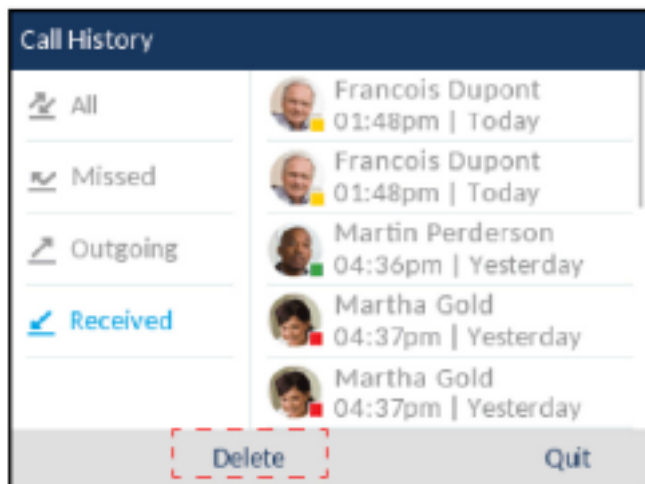 Call History
All
Missed
Outgoing
Received
Francois Dupont
01:48pm | Today
Francois Dupont
01:48pm | Today
Martin Perderson
04:36pm | Yesterday
Martha Gold
04:37pm | Yesterday
Martha Gold
04:37pm | Yesterday
Delete
Quit